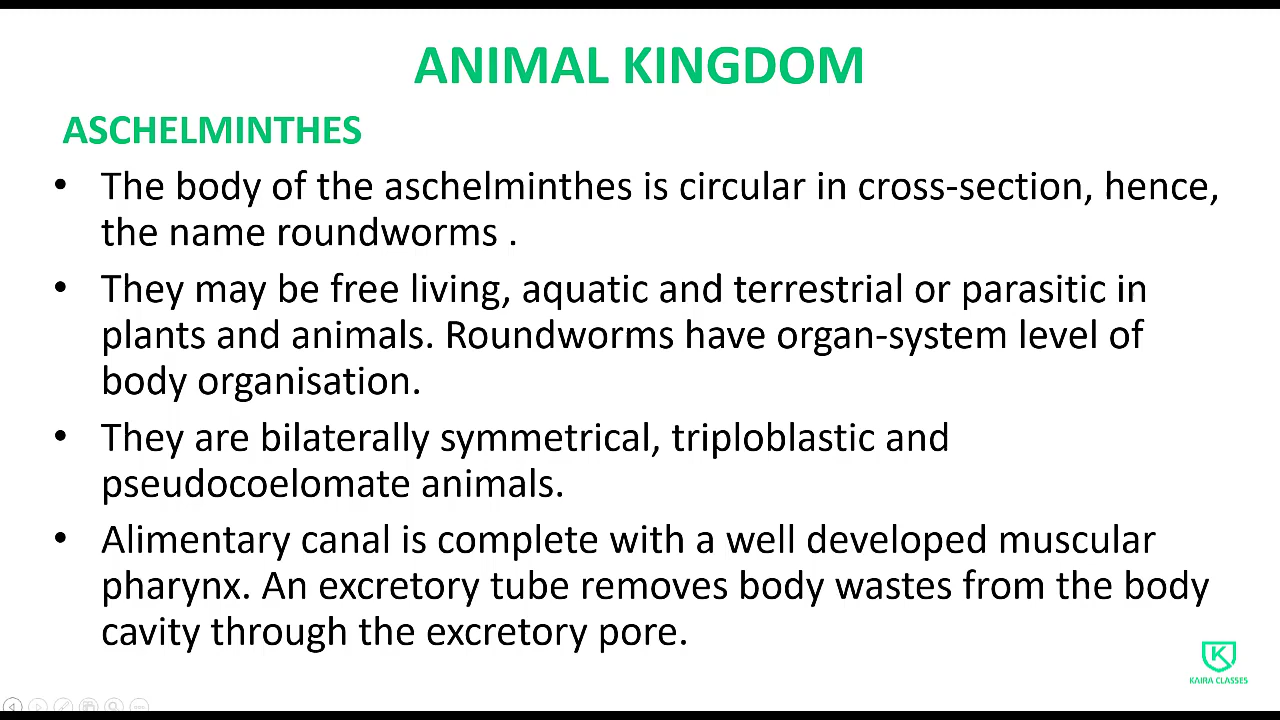 ANIMAL KINGDOM
ASCHELMINTHES
• The body of the aschelminthes is circular in cross-section, hence,
the name roundworms .
• They may be free living, aquatic and terrestrial or parasitic in
plants and animals. Roundworms have organ-system level of
body organisation.
• They are bilaterally symmetrical, triploblastic and
pseudocoelomate animals.
• Alimentary canal is complete with a well developed muscular
pharynx. An excretory tube removes body wastes from the body
cavity through the excretory pore.
K
KAIRA CLASSES